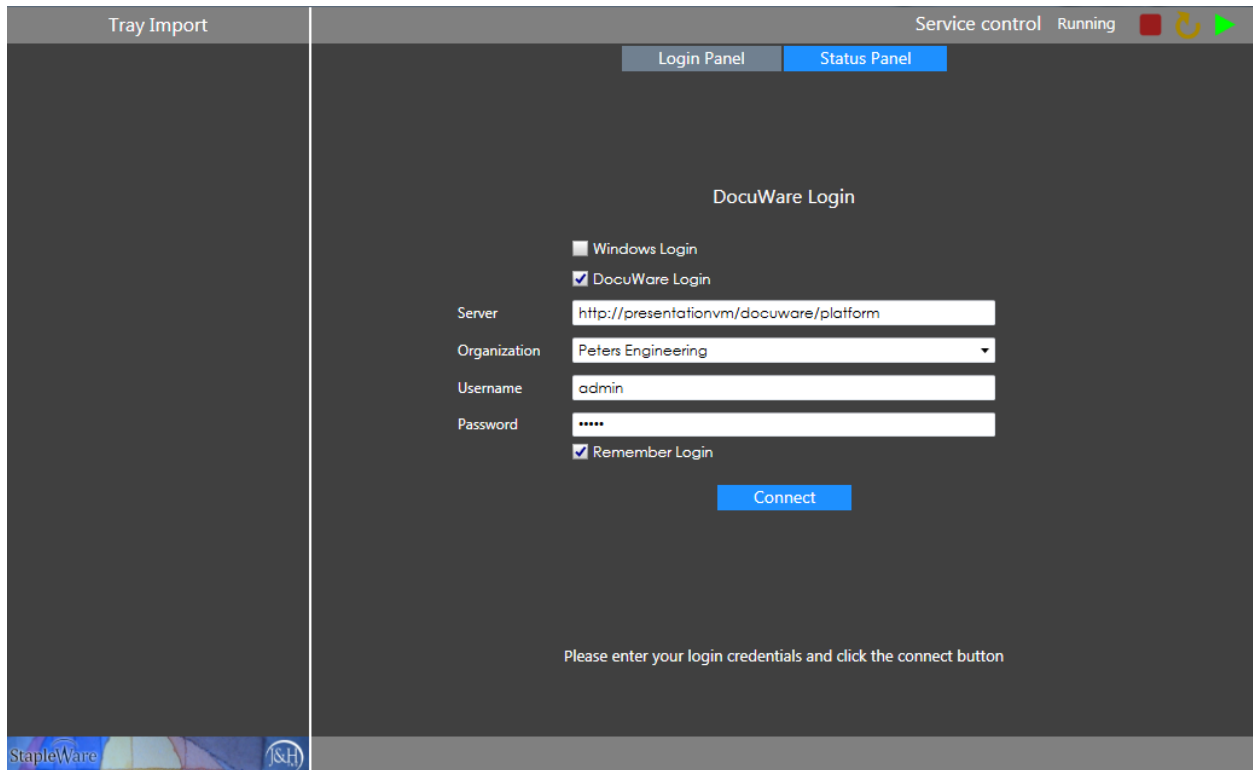 Tray Import
Service control Running
Login Panel Status Panel
DocuWare Login
Windows Login
DocuWare Login
Server http://presentationvm/docuware/platform
Organization Peters Engineering
Username admin
Password •••••
Remember Login
Connect
Please enter your login credentials and click the connect button
StapleWare J&H